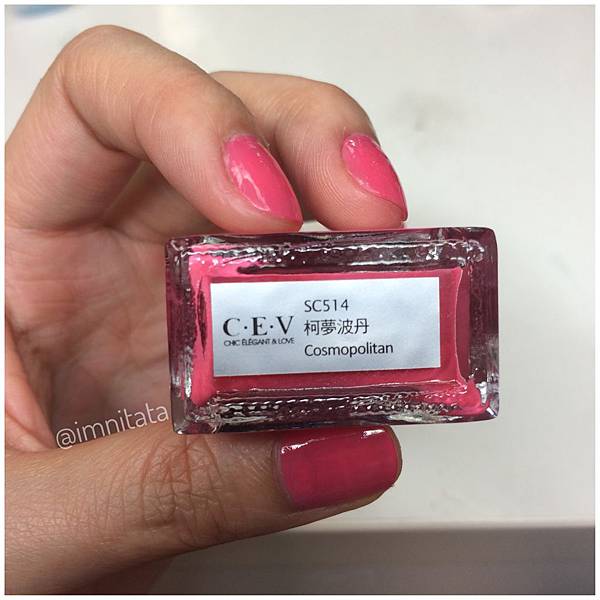 C·E·V
CHIC ÉLÉGANT & LOVE
SC514
柯夢波丹
Cosmopolitan
@imnitata